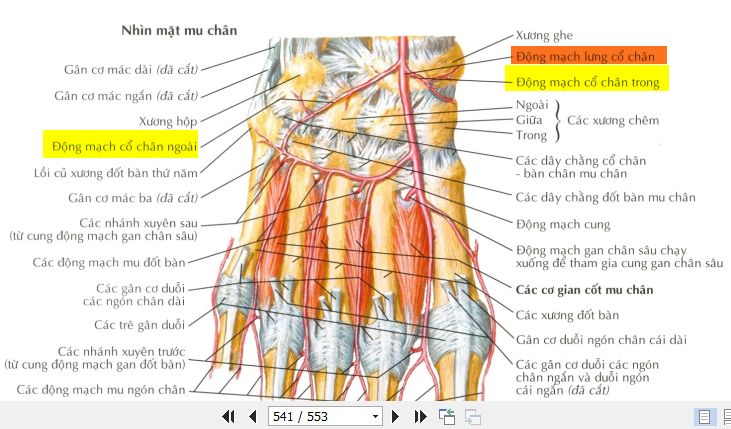 Nhìn mặt mu chân
Gân cơ mác dài (đã cắt)
Gân cơ mác ngắn (đã cắt)
Xương hộp
Động mạch cổ chân ngoài
Lồi củ xương đốt bàn thứ năm
Gân cơ mác ba (đã cắt)
Các nhánh xuyên sau
(từ cung động mạch gan chân sâu)
Các động mạch mu đốt bàn
Các gân cơ duỗi
các ngón chân dài
Các trẽ gân duỗi
Các nhánh xuyên trước
(từ cung động mạch gan đốt bàn)
Các động mạch mu ngón chân
Xương ghe
Động mạch lưng cổ chân
Động mạch cổ chân trong
Ngoài
Giữa
Trong
Các xương chêm
Các dây chằng cổ chân
- bàn chân mu chân
Các dây chằng đốt bàn mu chân
Động mạch cung
Động mạch gan chân sâu chạy
xuống để tham gia cung gan chân sâu
Các cơ gian cốt mu chân
Các xương đốt bàn
Gân cơ duỗi ngón chân cái dài
Các gân cơ duỗi các ngón
chân ngắn và duỗi ngón
cái ngắn (đã cắt)
541 / 553